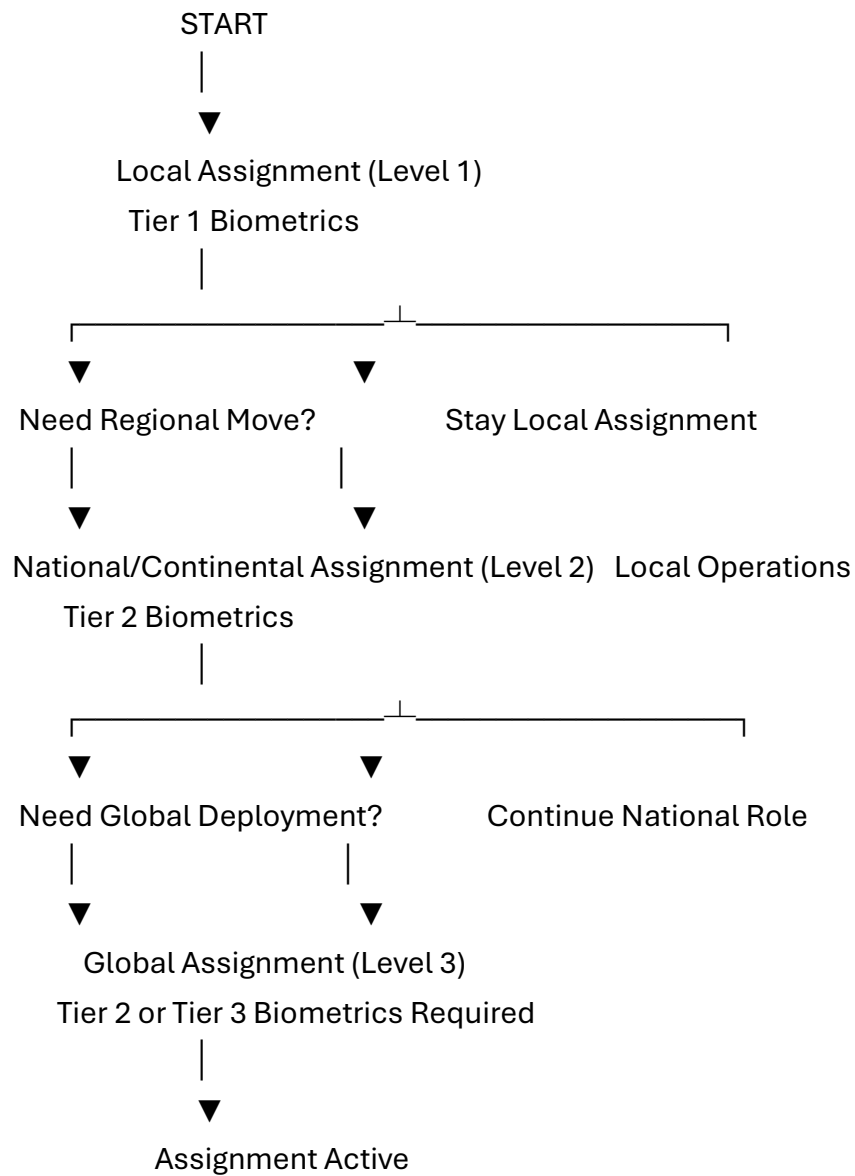 START
Local Assignment (Level 1)
Tier 1 Biometrics
Need Regional Move? Stay Local Assignment
National/Continental Assignment (Level 2) Local Operations
Tier 2 Biometrics
Need Global Deployment? Continue National Role
Global Assignment (Level 3)
Tier 2 or Tier 3 Biometrics Required
Assignment Active